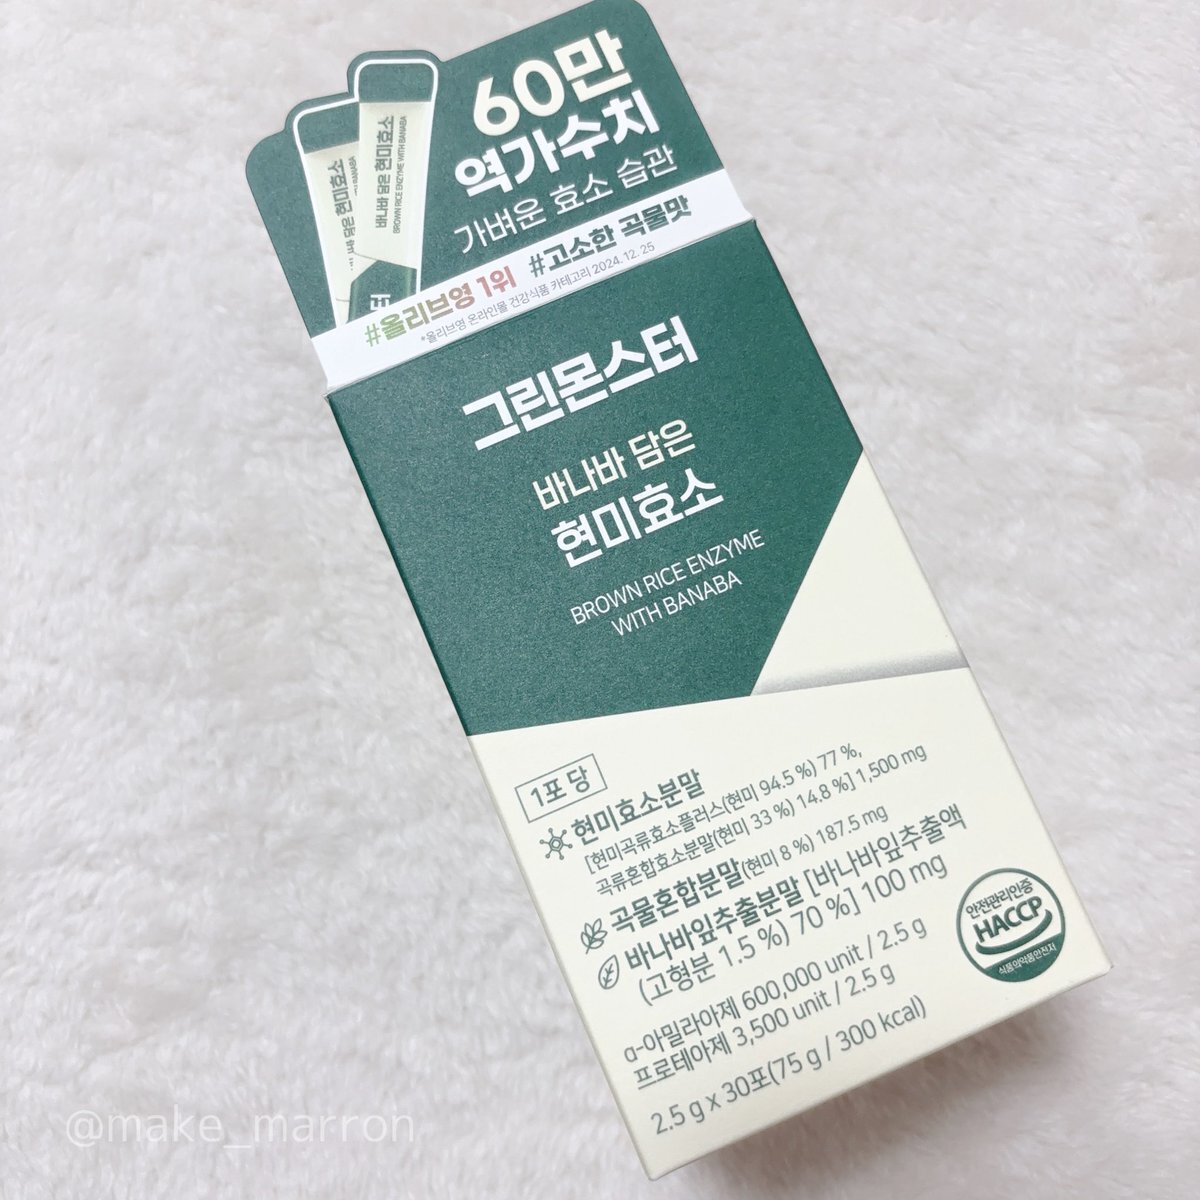 60만
역가수치
가벼운 효소 습관
#올리브영 1위 #고소한 곡물맛
*올리브영 온라인몰 건강식품 카테고리 2024. 12. 25
바나바 담은 현미효소
BROWN RICE ENZYME WITH BANABA
바나바 담은 현미효소
그린몬스터
바나바 담은
현미효소
BROWN RICE ENZYME
WITH BANABA
1포 당
현미효소분말
[현미곡류효소플러스(현미 94.5 %) 77 %,
곡류혼합효소분말(현미 33 %) 14.8 %] 1,500 mg
곡물혼합분말(현미 8 %) 187.5 mg
바나바잎추출분말 [바나바잎추출액
(고형분 1.5 %) 70 %] 100 mg
α-아밀라아제 600,000 unit / 2.5 g
프로테아제 3,500 unit / 2.5 g
2.5 g x 30포(75 g / 300 kcal)
안전관리인증
HACCP
식품의약품안전처
@make_marron